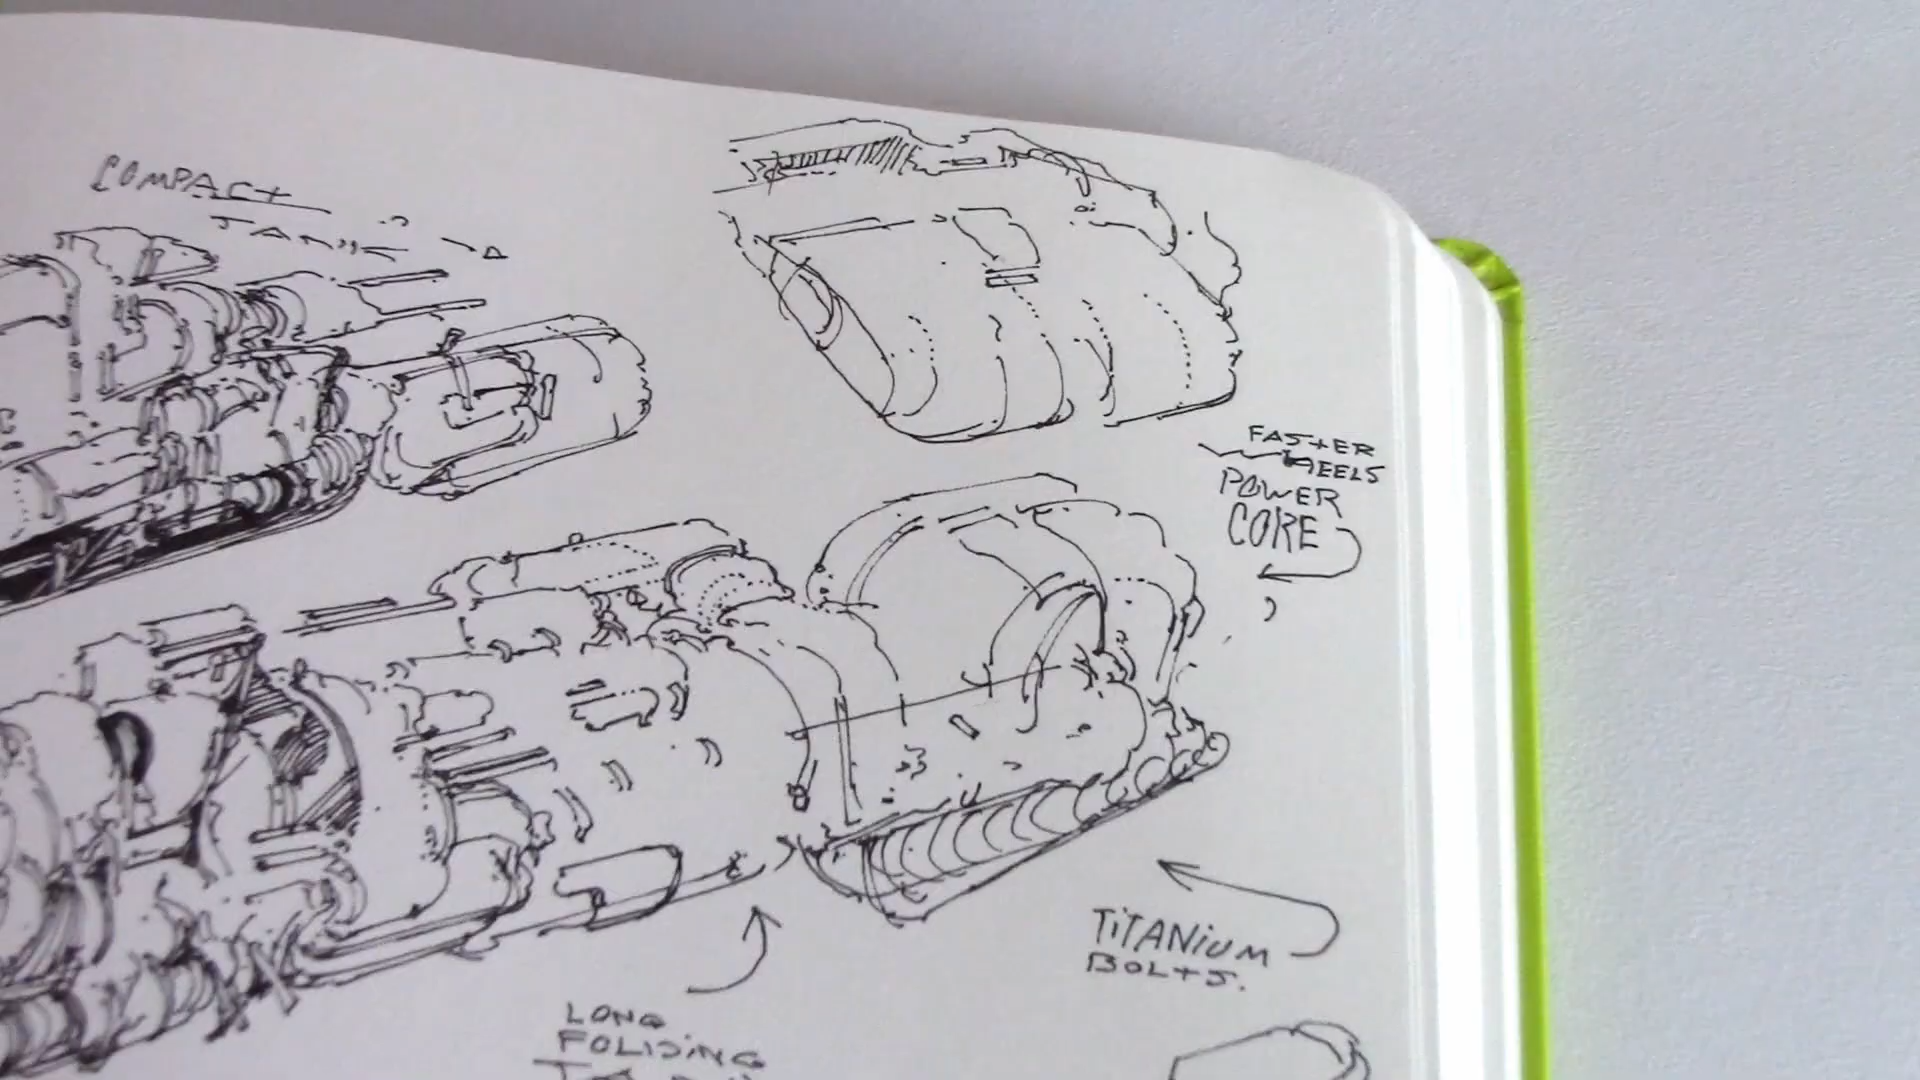 COMPACT
FASTER
WHEELS
POWER
CORE
TiTANiUM
BOLTS.
LONG
FOLDiNG